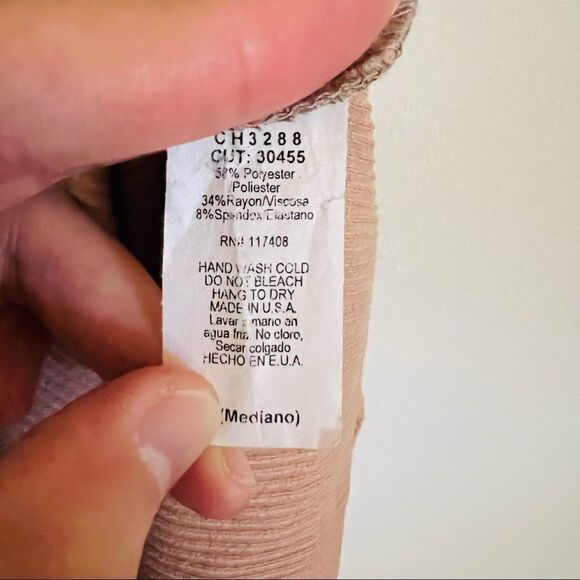 CH3288
CUT: 30455
58% Polyester
/Poliester
34%Rayon/Viscosa
8%Spandex/Elastano
RN# 117408
HAND WASH COLD
DO NOT BLEACH
HANG TO DRY
MADE IN U.S.A.
Lavar a mano en
agua fria. No cloro,
Secar colgado
HECHO EN E.U.A.
(Mediano)